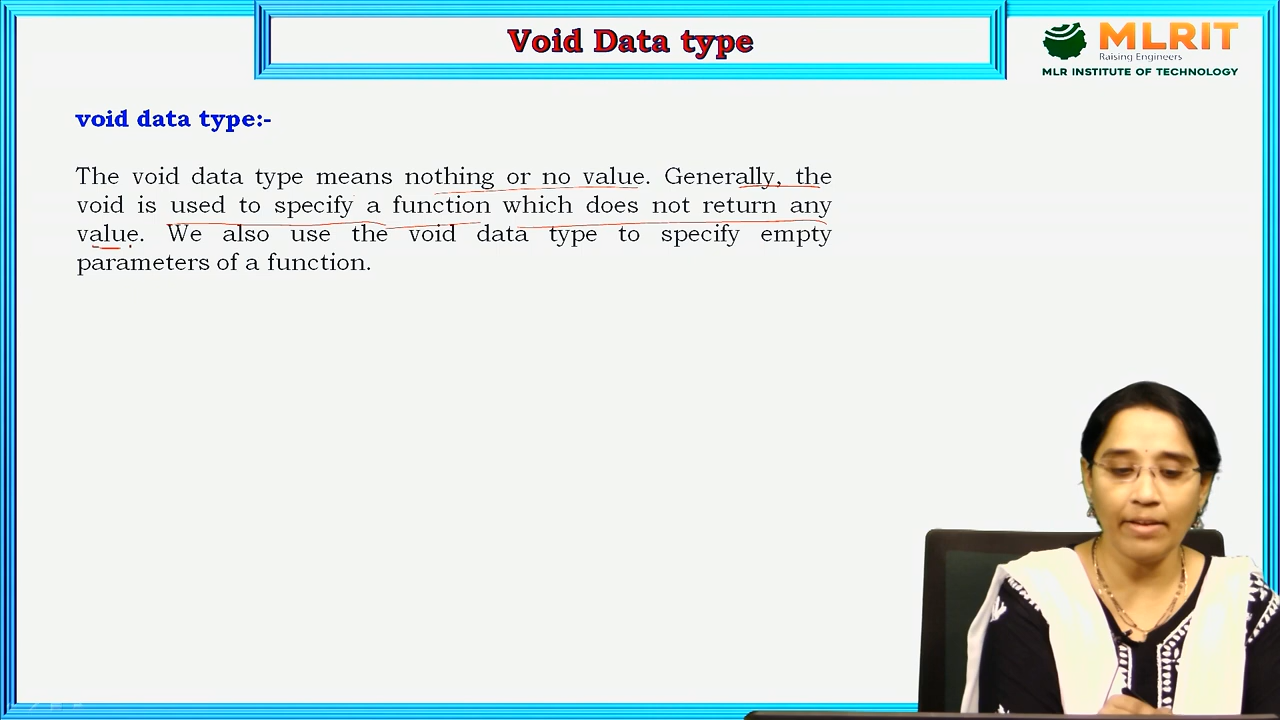 Void Data type
MLRIT
Raising Engineers
MLR INSTITUTE OF TECHNOLOGY
void data type:-
The void data type means nothing or no value. Generally, the
void is used to specify a function which does not return any
value. We also use the void data type to specify empty
parameters of a function.